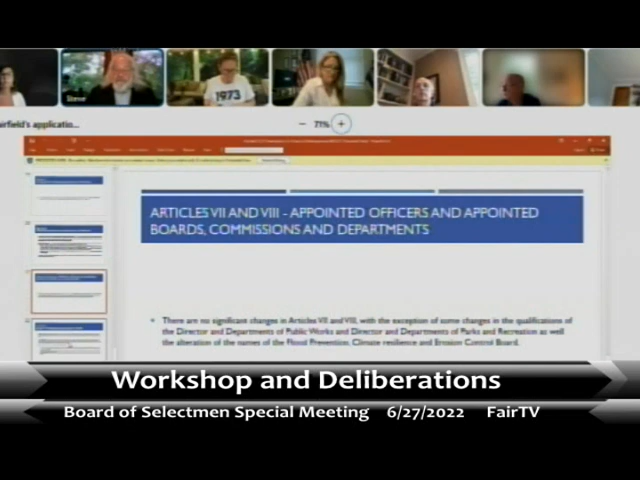 Steve
1973
irfield's applicatio...
− 71% +
ARTICLES VII AND VIII - APPOINTED OFFICERS AND APPOINTED
BOARDS, COMMISSIONS AND DEPARTMENTS
There are no significant changes in Articles VII and VIII, with the exception of some changes in the qualifications of
the Director and Departments of Public Works and Director and Departments of Parks and Recreation as well
the alteration of the names of the Flood Prevention, Climate resilience and Erosion Control Board.
Workshop and Deliberations
Board of Selectmen Special Meeting 6/27/2022 FairTV